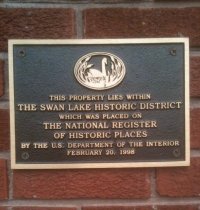 THIS PROPERTY LIES WITHIN
THE SWAN LAKE HISTORIC DISTRICT
WHICH WAS PLACED ON
THE NATIONAL REGISTER
OF HISTORIC PLACES
BY THE U.S. DEPARTMENT OF THE INTERIOR
FEBRUARY 20, 1998